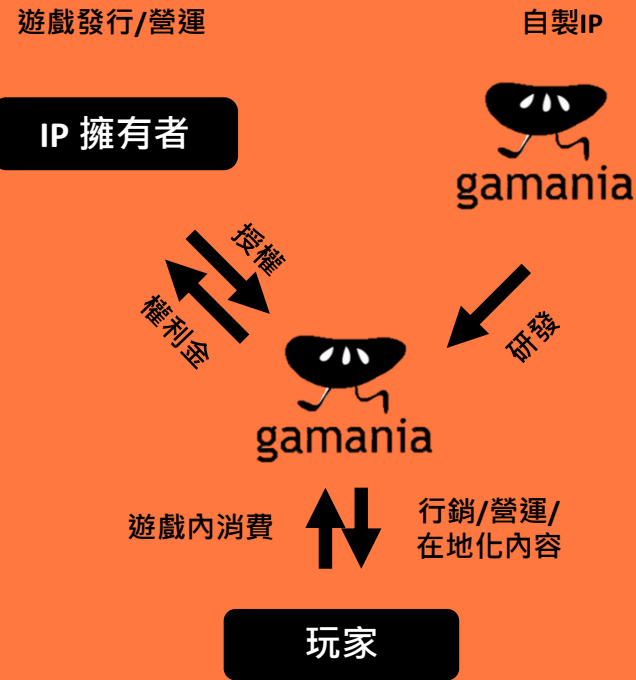 遊戲發行/營運
自製IP
IP 擁有者
gamania
授權
權利金
研發
gamania
遊戲內消費
行銷/營運/
在地化內容
玩家